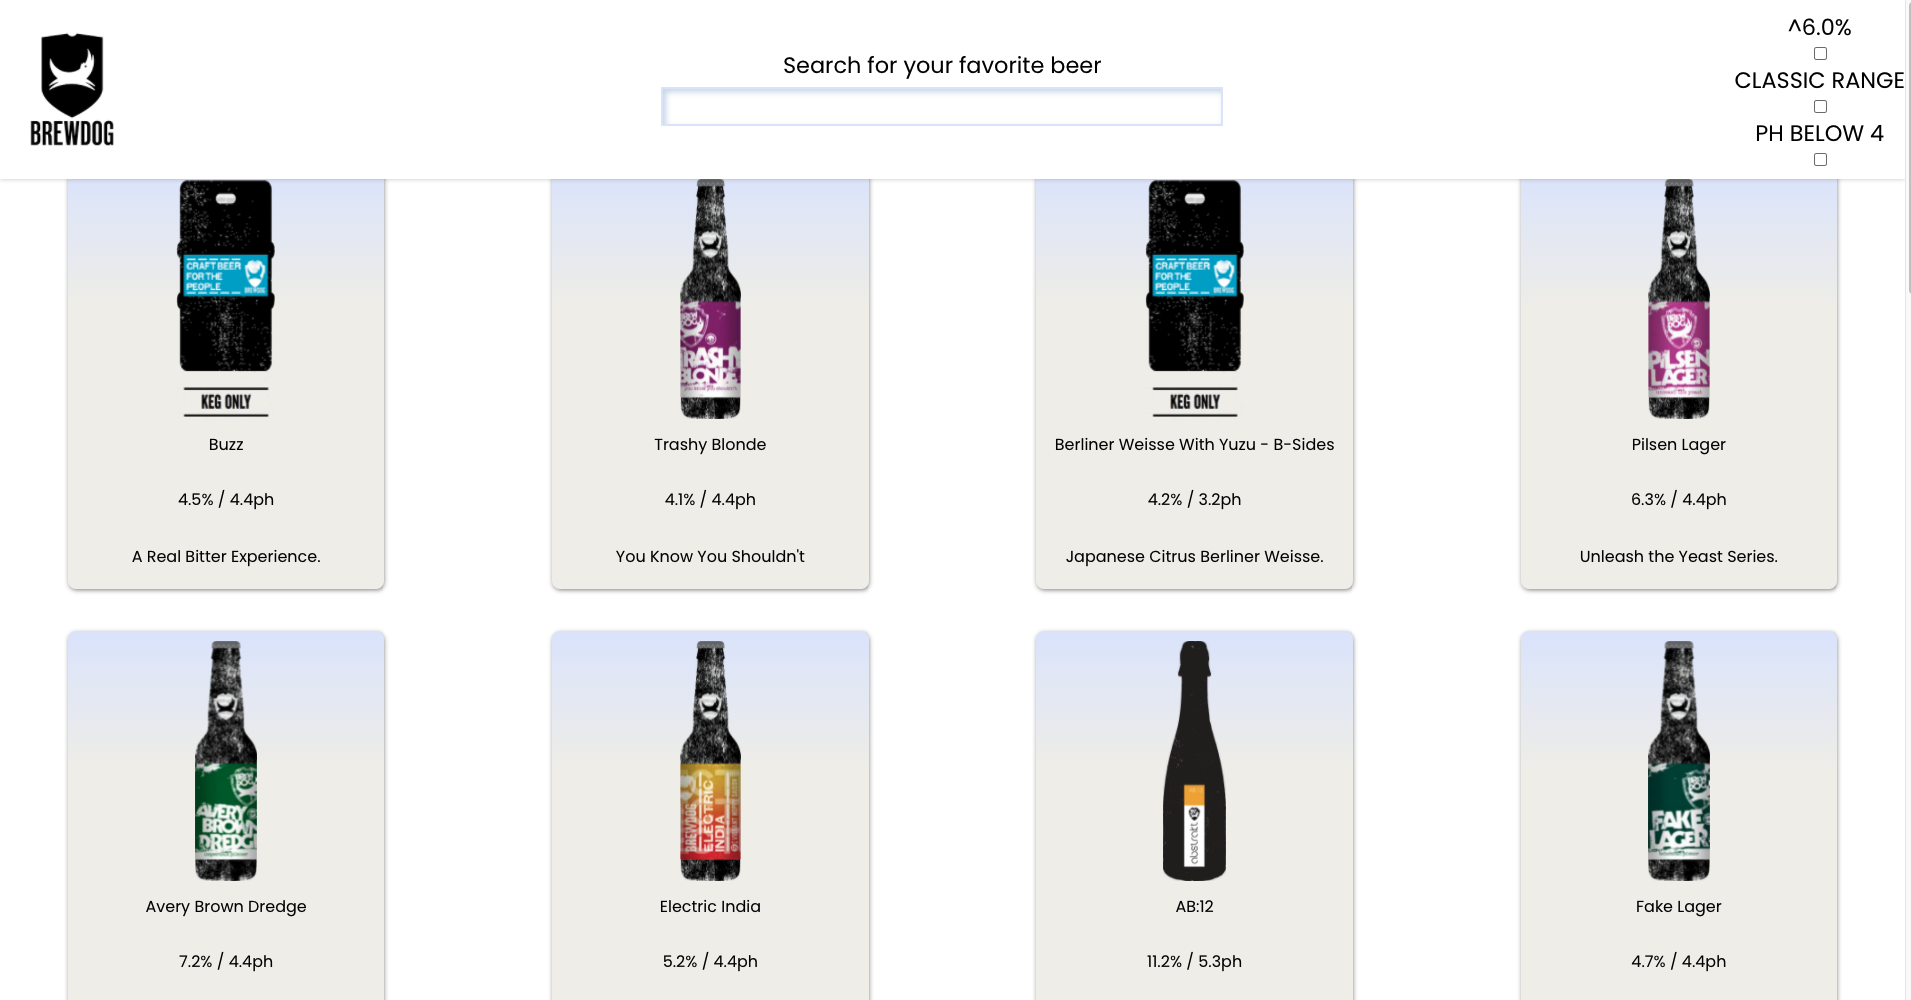 BREWDOG
Search for your favorite beer
^6.0%
CLASSIC RANGE
PH BELOW 4
CRAFT BEER
FOR THE
PEOPLE
KEG ONLY
Buzz
4.5% / 4.4ph
A Real Bitter Experience.
TRASHY
BLONDE
Trashy Blonde
4.1% / 4.4ph
You Know You Shouldn't
CRAFT BEER
FOR THE
PEOPLE
KEG ONLY
Berliner Weisse With Yuzu - B-Sides
4.2% / 3.2ph
Japanese Citrus Berliner Weisse.
PILSEN
LAGER
Pilsen Lager
6.3% / 4.4ph
Unleash the Yeast Series.
AVERY
BROWN
DREDGE
Avery Brown Dredge
7.2% / 4.4ph
BREWDOG
ELECTRIC
INDIA
Electric India
5.2% / 4.4ph
abstrakt
AB:12
11.2% / 5.3ph
FAKE
LAGER
Fake Lager
4.7% / 4.4ph